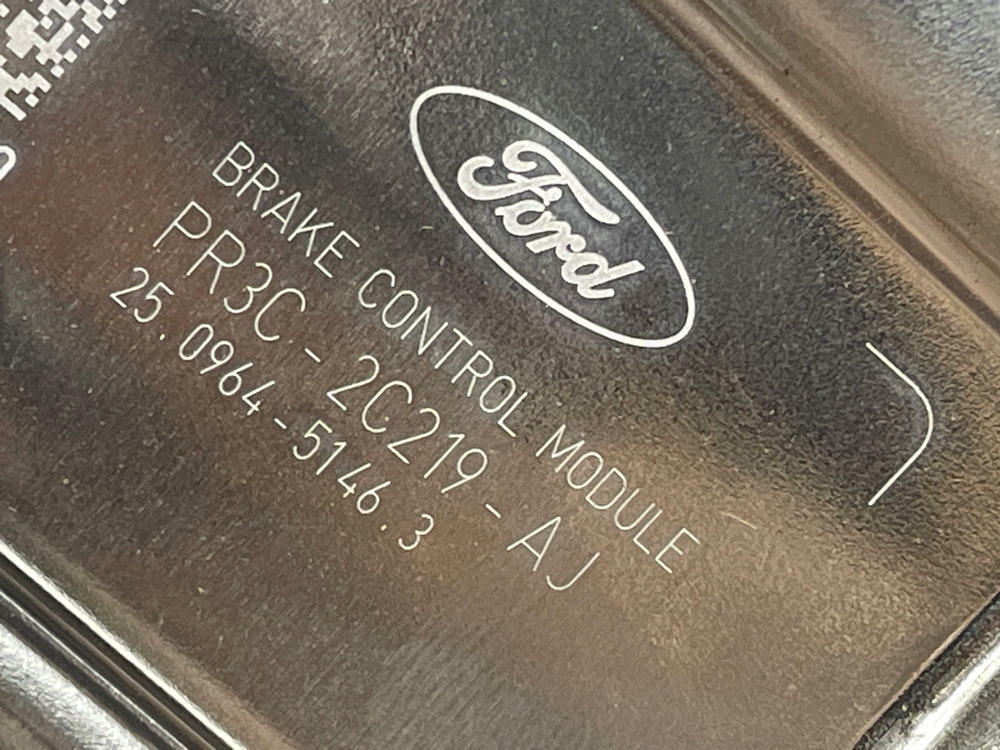 Ford
BRAKE CONTROL MODULE
PR3C - 2C219 - AJ
25.0964-5146.3